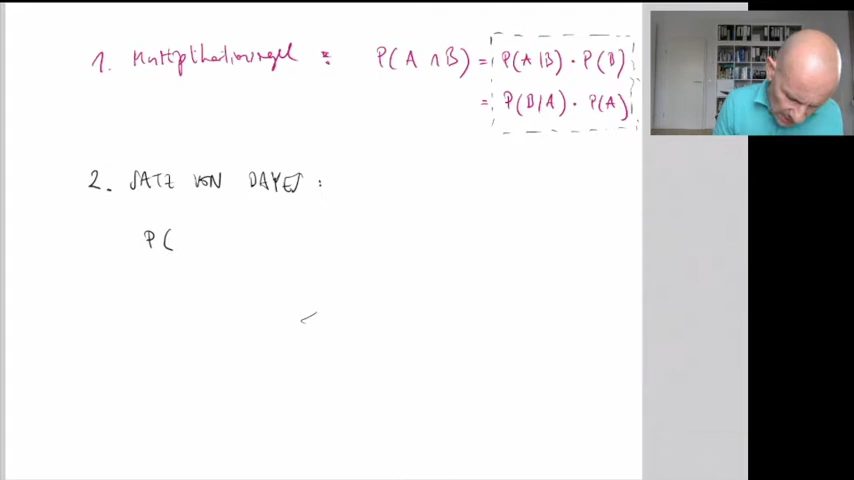 1. Multiplikationsregel : P(A ∩ B) = P(A|B) · P(B)
= P(B|A) · P(A)
2. SATZ VON BAYES :
P(